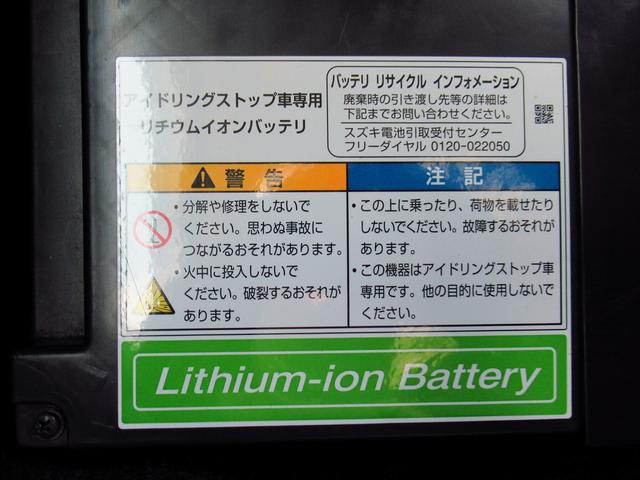 アイドリングストップ車専用
リチウムイオンバッテリ
バッテリ リサイクル インフォメーション
廃棄時の引き渡し先等の詳細は
下記までお問い合わせください。
スズキ電池引取受付センター
フリーダイヤル 0120-022050
警告
・分解や修理をしないで
ください。思わぬ事故に
つながるおそれがあります。
・火中に投入しないで
ください。破裂するおそれが
あります。
注記
・この上に乗ったり、荷物を載せたり
しないでください。故障するおそれが
あります。
・この機器はアイドリングストップ車
専用です。他の目的に使用しないで
ください。
Lithium-ion Battery